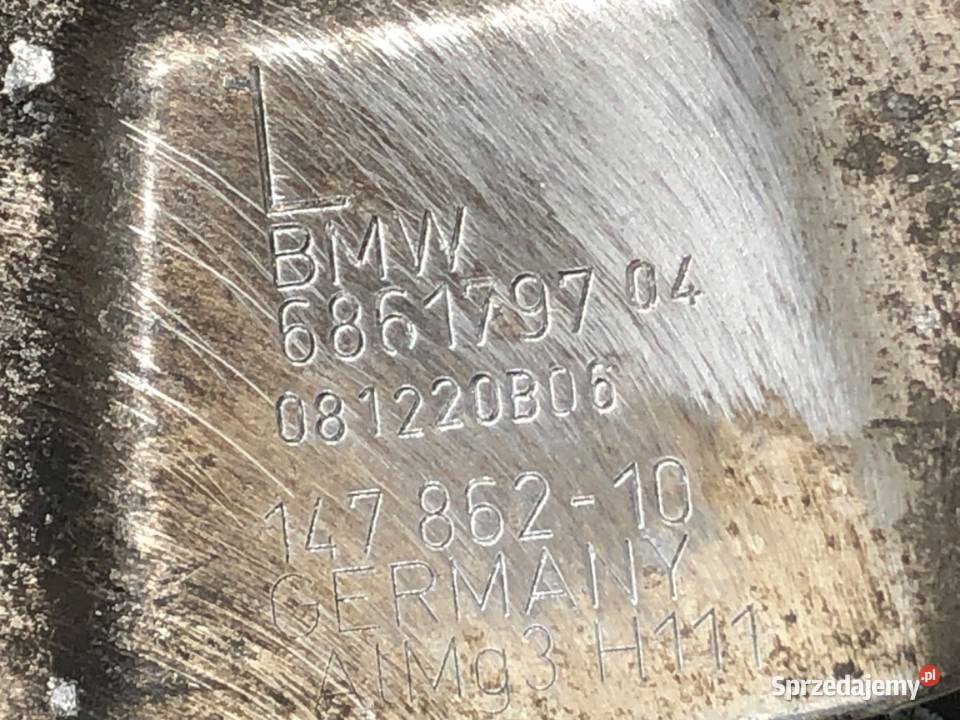 L
BMW
6861797 04
081220B06
147 862-10
GERMANY
AlMg3 H111
Sprzedajemy.pl